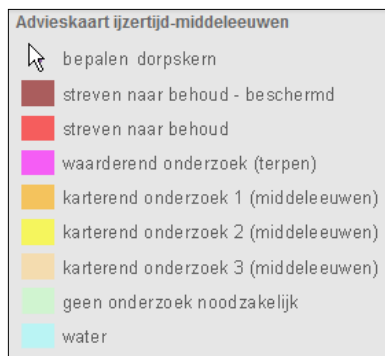 Advieskaart ijzertijd-middeleeuwen
bepalen dorpskern
streven naar behoud - beschermd
streven naar behoud
waarderend onderzoek (terpen)
karterend onderzoek 1 (middeleeuwen)
karterend onderzoek 2 (middeleeuwen)
karterend onderzoek 3 (middeleeuwen)
geen onderzoek noodzakelijk
water